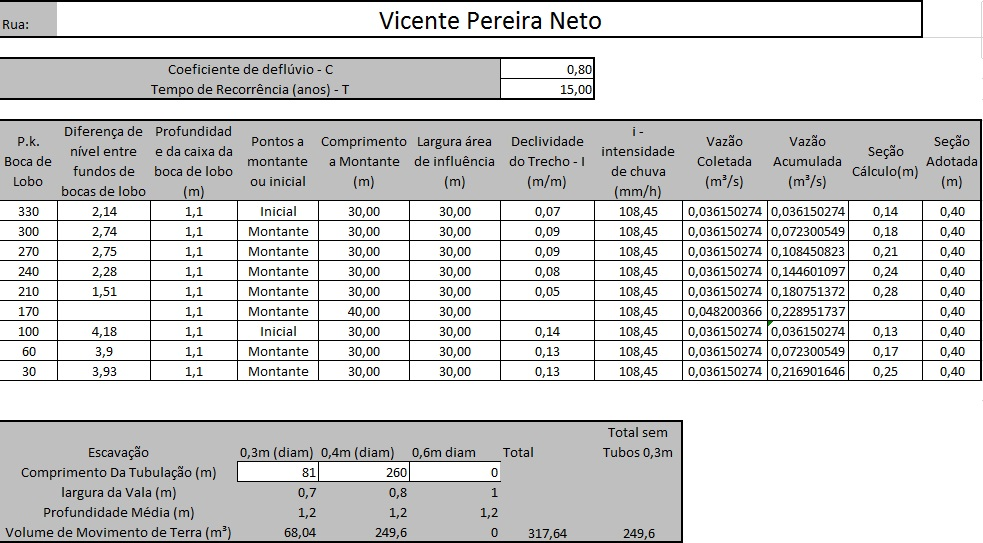 Rua: Vicente Pereira Neto
Coeficiente de deflúvio - C 0,80
Tempo de Recorrência (anos) - T 15,00
P.k. Boca de Lobo Diferença de nível entre fundos de bocas de lobo Profundidad e da caixa da boca de lobo (m) Pontos a montante ou inicial Comprimento a Montante (m) Largura área de influência (m) Declividade do Trecho - I (m/m) i - intensidade de chuva (mm/h) Vazão Coletada (m³/s) Vazão Acumulada (m³/s) Seção Cálculo(m) Seção Adotada (m)
330 2,14 1,1 Inicial 30,00 30,00 0,07 108,45 0,036150274 0,036150274 0,14 0,40
300 2,74 1,1 Montante 30,00 30,00 0,09 108,45 0,036150274 0,072300549 0,18 0,40
270 2,75 1,1 Montante 30,00 30,00 0,09 108,45 0,036150274 0,108450823 0,21 0,40
240 2,28 1,1 Montante 30,00 30,00 0,08 108,45 0,036150274 0,144601097 0,24 0,40
210 1,51 1,1 Montante 30,00 30,00 0,05 108,45 0,036150274 0,180751372 0,28 0,40
170 1,1 Montante 40,00 30,00 108,45 0,048200366 0,228951737 0,40
100 4,18 1,1 Inicial 30,00 30,00 0,14 108,45 0,036150274 0,036150274 0,13 0,40
60 3,9 1,1 Montante 30,00 30,00 0,13 108,45 0,036150274 0,072300549 0,17 0,40
30 3,93 1,1 Montante 30,00 30,00 0,13 108,45 0,036150274 0,216901646 0,25 0,40
Escavação 0,3m (diam) 0,4m (diam) 0,6m diam Total Total sem Tubos 0,3m
Comprimento Da Tubulação (m) 81 260 0
largura da Vala (m) 0,7 0,8 1
Profundidade Média (m) 1,2 1,2 1,2
Volume de Movimento de Terra (m³) 68,04 249,6 0 317,64 249,6